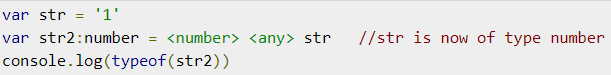 var str = '1'
var str2:number = <number> <any> str   //str is now of type number
console.log(typeof(str2))